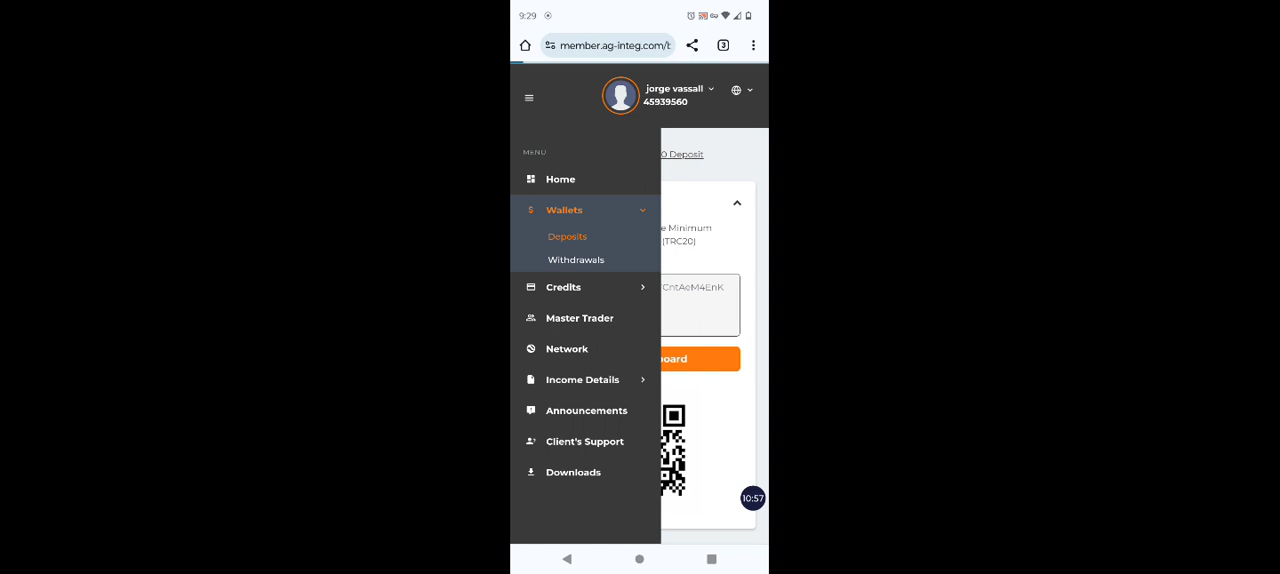 9:29
member.ag-integ.com/t
3
jorge vassall
45939560
MENU
0 Deposit
Home
$ Wallets
e Minimum
Deposits
(TRC20)
Withdrawals
Credits
CntAoM4EnK
Master Trader
Network
board
Income Details
Announcements
Client's Support
Downloads
10:57